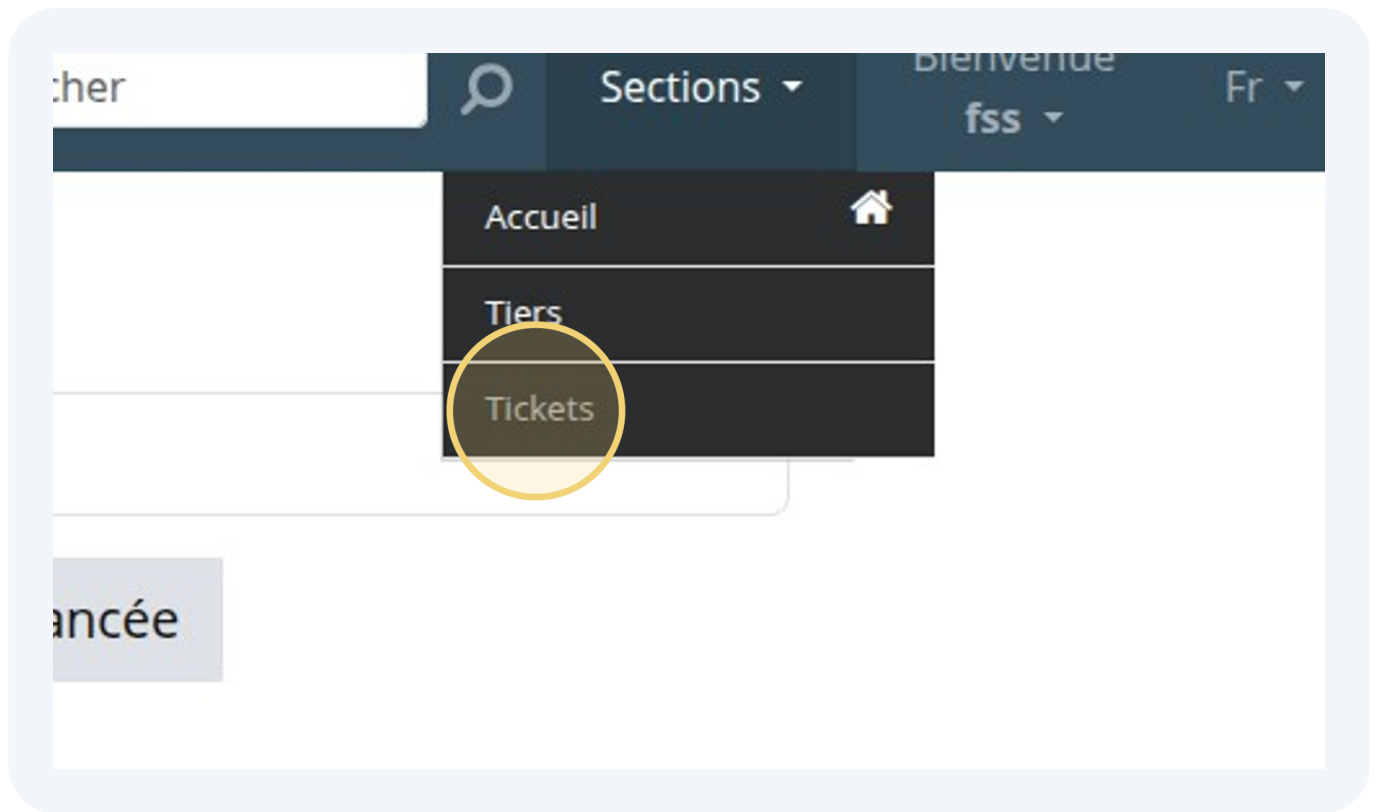 cher
Sections
Bienvenue
fss
Fr
Accueil
Tiers
Tickets
ancée